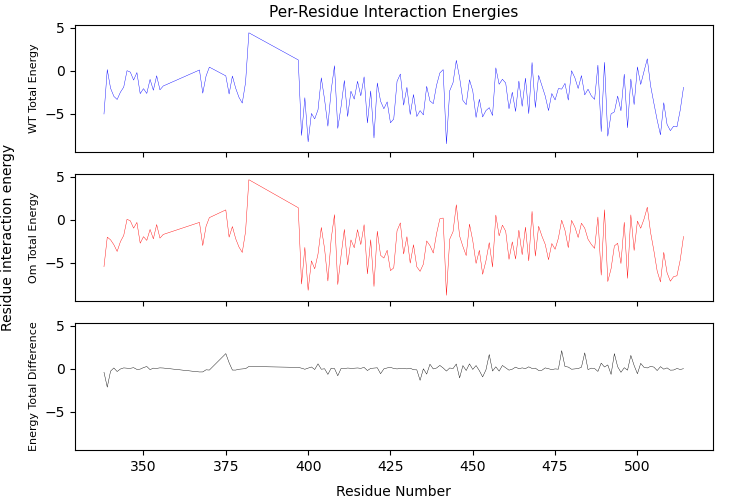 Per-Residue Interaction Energies
Residue interaction energy
WT Total Energy
5
0
−5
Om Total Energy
5
0
−5
Energy Total Difference
5
0
−5
350 375 400 425 450 475 500
Residue Number